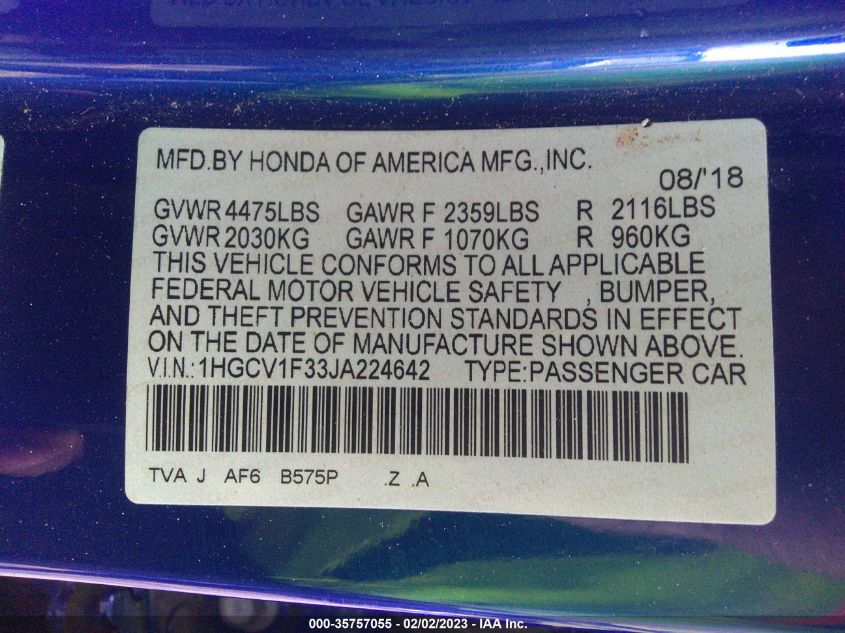 MFD.BY HONDA OF AMERICA MFG.,INC.
08/'18
GVWR 4475LBS GAWR F 2359LBS R 2116LBS
GVWR 2030KG GAWR F 1070KG R 960KG
THIS VEHICLE CONFORMS TO ALL APPLICABLE
FEDERAL MOTOR VEHICLE SAFETY , BUMPER,
AND THEFT PREVENTION STANDARDS IN EFFECT
ON THE DATE OF MANUFACTURE SHOWN ABOVE.
V.I.N.:1HGCV1F33JA224642 TYPE:PASSENGER CAR
TVA J AF6 B575P .Z .A
000-35757055 - 02/02/2023 - IAA Inc.